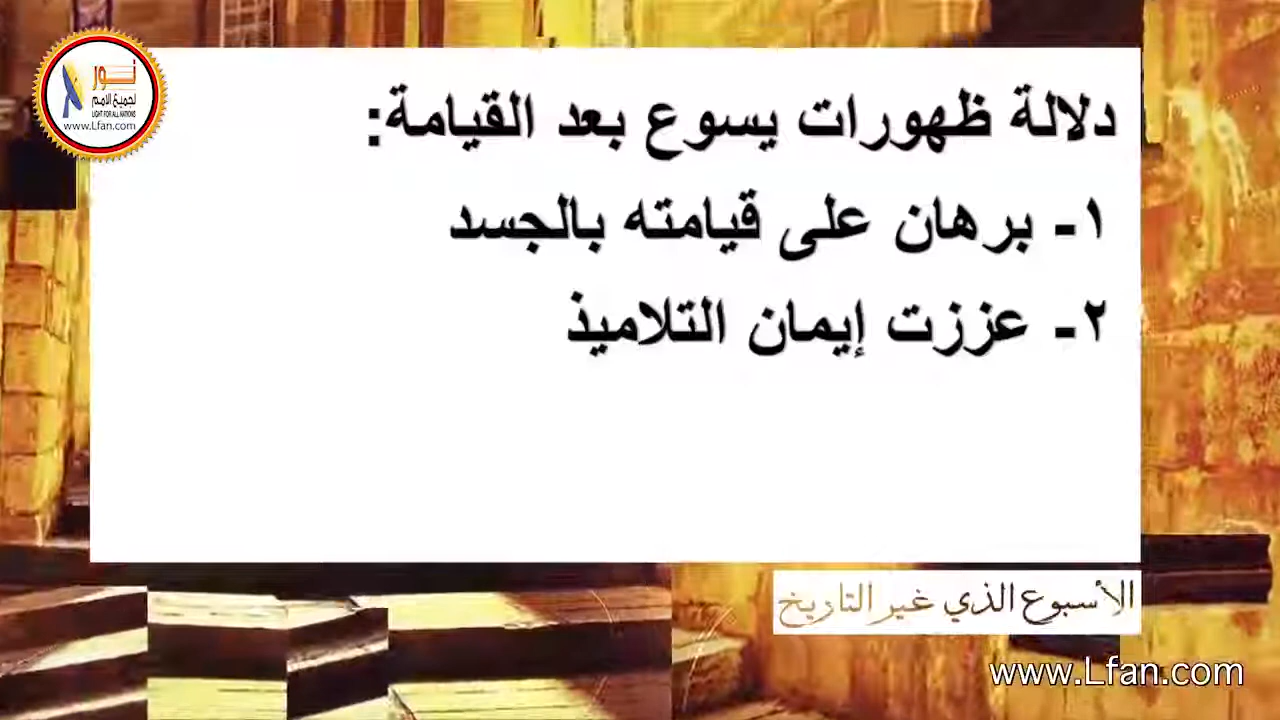 نور
لجميع الامم
LIGHT FOR ALL NATIONS
www.Lfan.com
دلالة ظهورات يسوع بعد القيامة:
١- برهان على قيامته بالجسد
٢- عززت إيمان التلاميذ
الأسبوع الذي غير التاريخ
www.Lfan.com